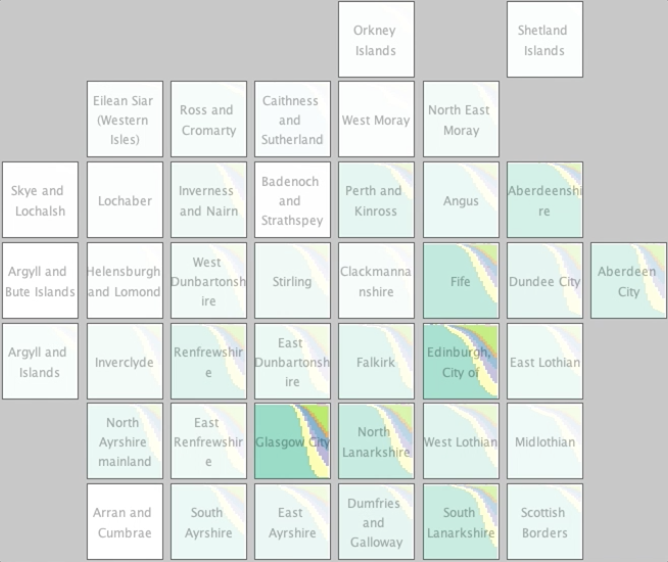 Orkney
Islands
Shetland
Islands
Eilean Siar
(Western
Isles)
Ross and
Cromarty
Caithness
and
Sutherland
West Moray
North East
Moray
Skye and
Lochalsh
Lochaber
Inverness
and Nairn
Badenoch
and
Strathspey
Perth and
Kinross
Angus
Aberdeenshi
re
Argyll and
Bute Islands
Helensburgh
and Lomond
West
Dunbartonsh
ire
Stirling
Clackmanna
nshire
Fife
Dundee City
Aberdeen
City
Argyll and
Islands
Inverclyde
Renfrewshir
e
East
Dunbartonsh
ire
Falkirk
Edinburgh,
City of
East Lothian
North
Ayrshire
mainland
East
Renfrewshir
e
Glasgow City
North
Lanarkshire
West Lothian
Midlothian
Arran and
Cumbrae
South
Ayrshire
East
Ayrshire
Dumfries
and
Galloway
South
Lanarkshire
Scottish
Borders